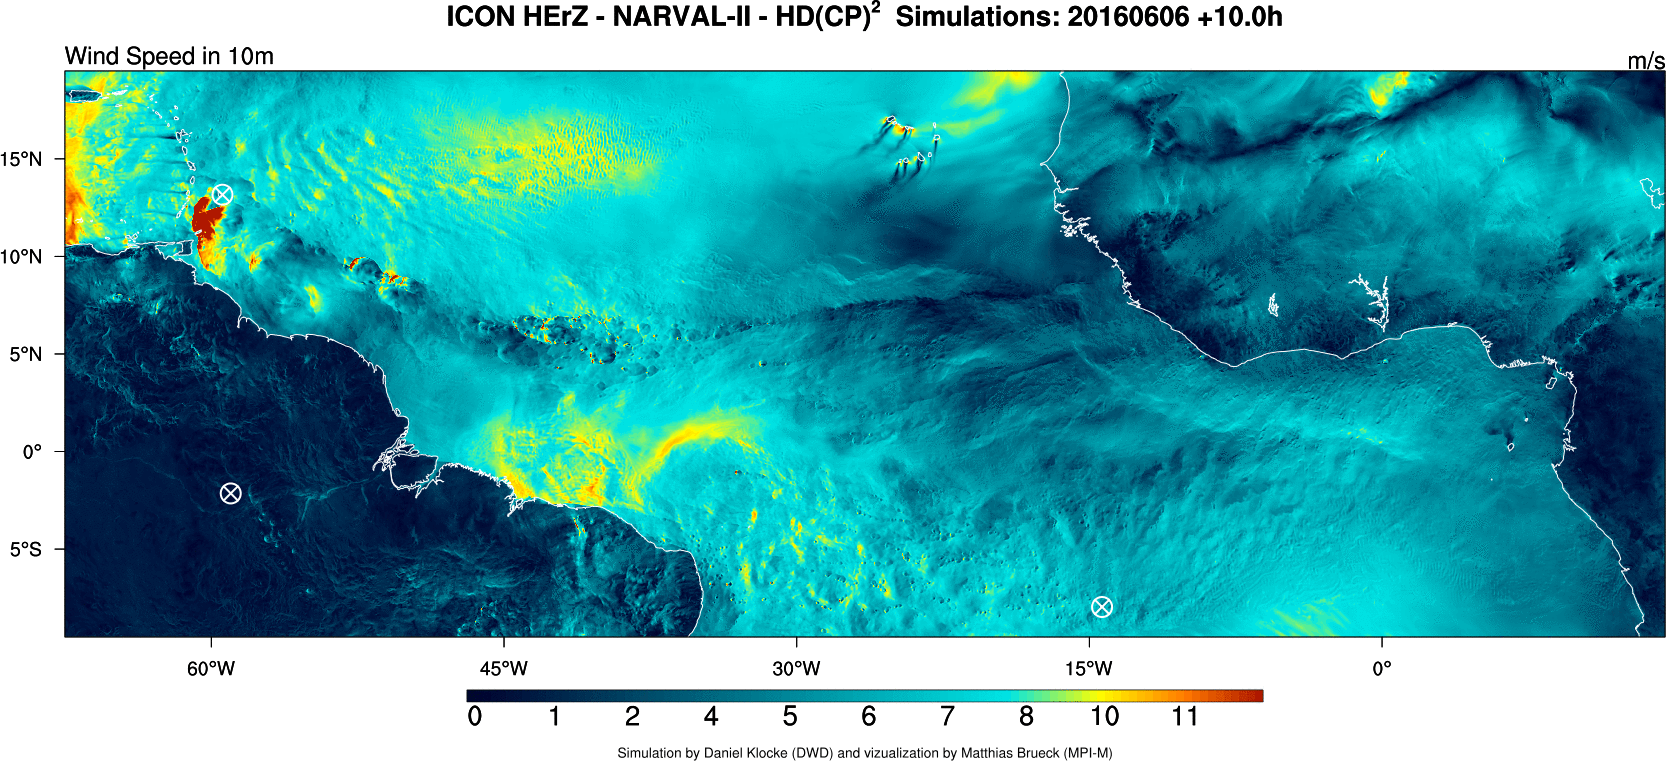 ICON HErZ - NARVAL-II - HD(CP)² Simulations: 20160606 +10.0h
Wind Speed in 10m m/s
15°N
10°N
5°N
0°
5°S
60°W 45°W 30°W 15°W 0°
0 1 2 4 5 6 7 8 10 11
Simulation by Daniel Klocke (DWD) and vizualization by Matthias Brueck (MPI-M)